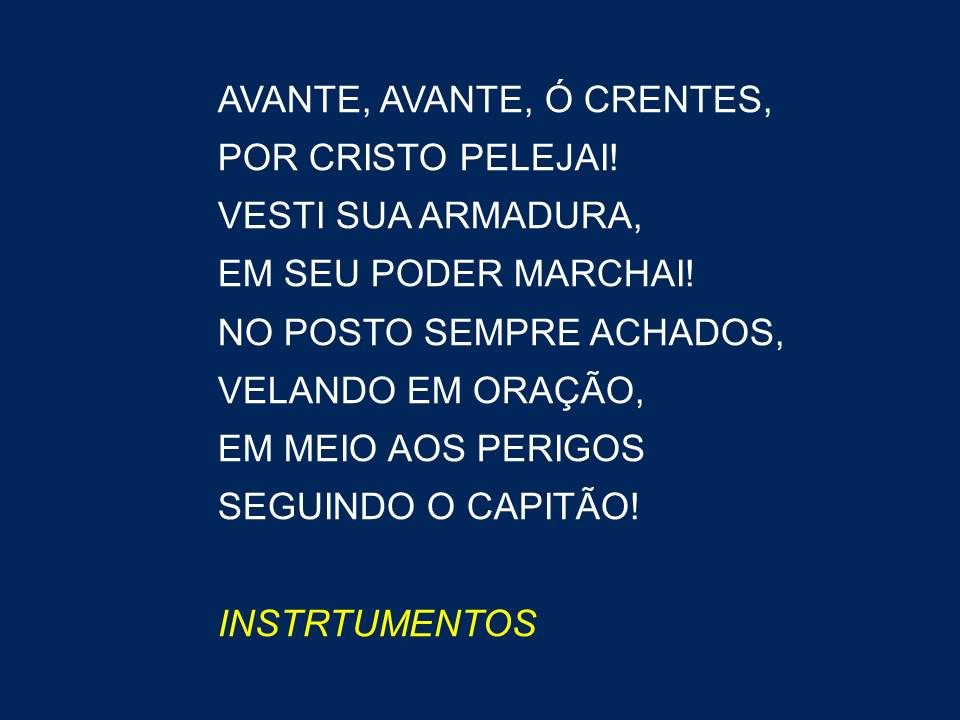 AVANTE, AVANTE, Ó CRENTES,
POR CRISTO PELEJAI!
VESTI SUA ARMADURA,
EM SEU PODER MARCHAI!
NO POSTO SEMPRE ACHADOS,
VELANDO EM ORAÇÃO,
EM MEIO AOS PERIGOS
SEGUINDO O CAPITÃO!
INSTRTUMENTOS